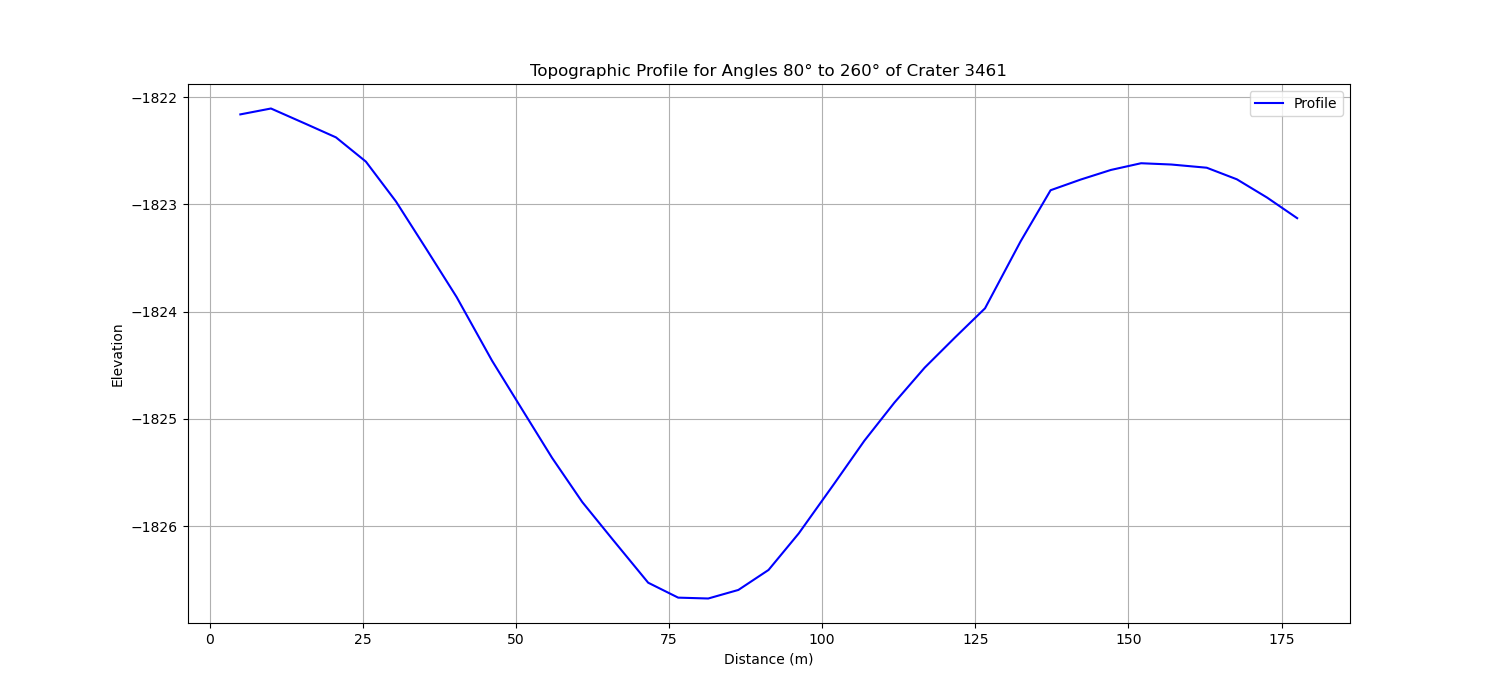 Topographic Profile for Angles 80° to 260° of Crater 3461
Profile
−1822
−1823
−1824
−1825
−1826
Elevation
0 25 50 75 100 125 150 175
Distance (m)